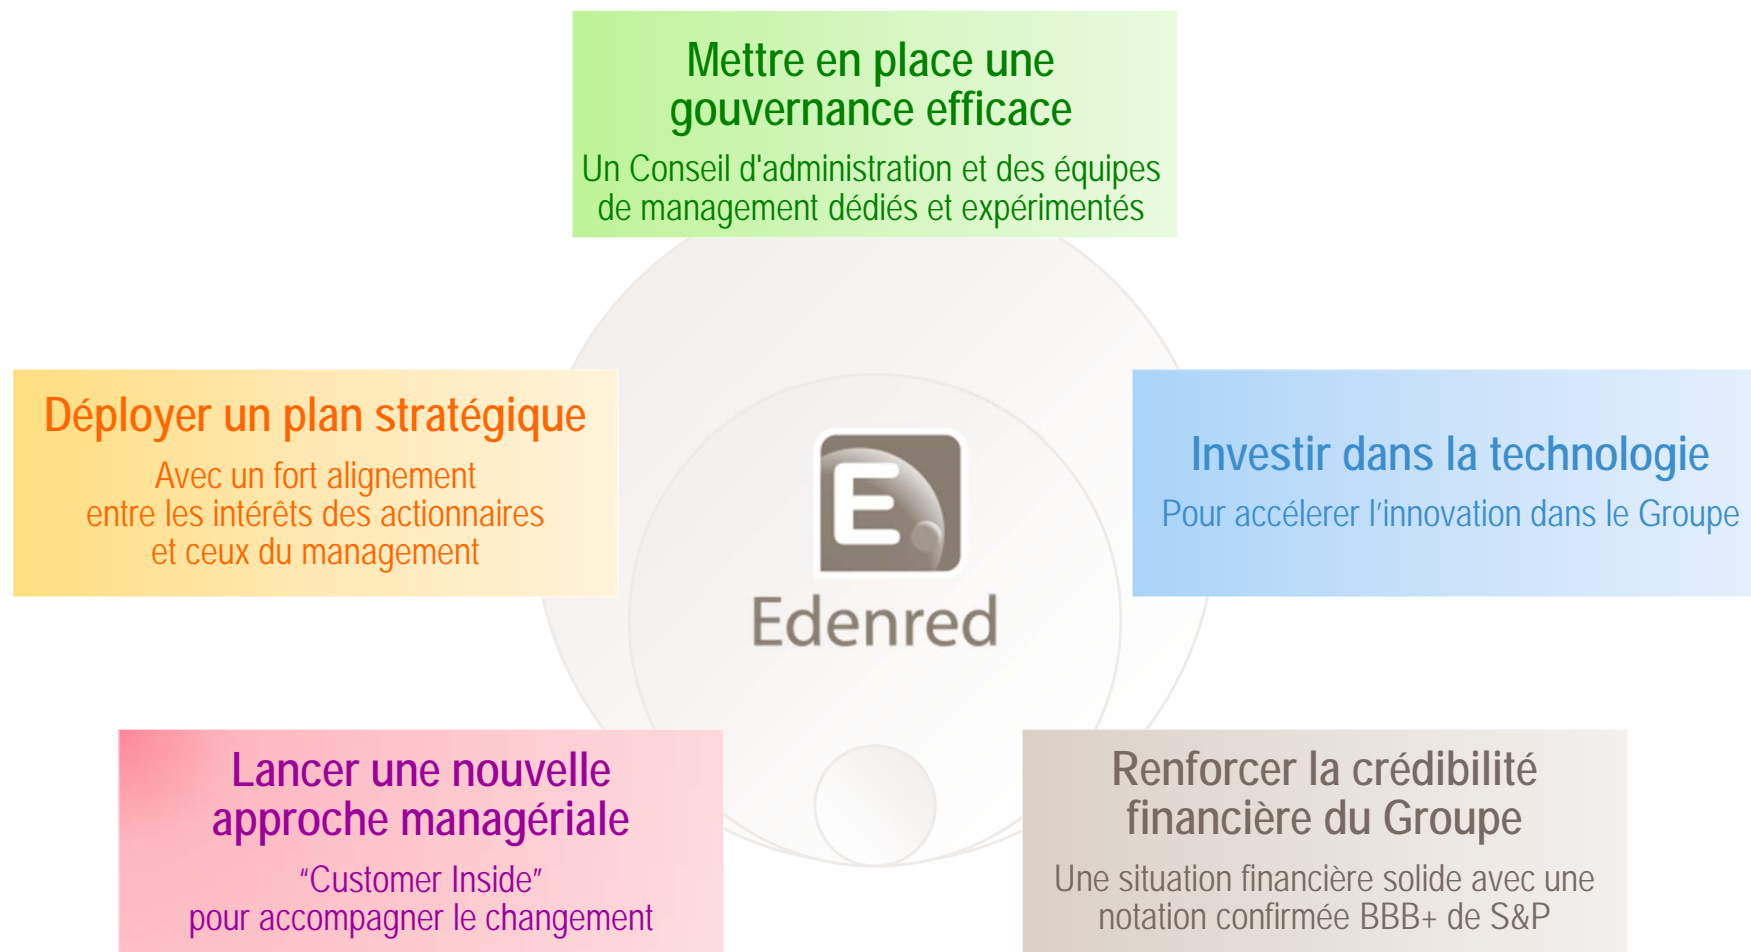 Mettre en place une
gouvernance efficace
Un Conseil d'administration et des équipes
de management dédiés et expérimentés
Déployer un plan stratégique
Avec un fort alignement
entre les intérêts des actionnaires
et ceux du management
Investir dans la technologie
Pour accélerer l’innovation dans le Groupe
E
Edenred
Lancer une nouvelle
approche managériale
“Customer Inside”
pour accompagner le changement
Renforcer la crédibilité
financière du Groupe
Une situation financière solide avec une
notation confirmée BBB+ de S&P